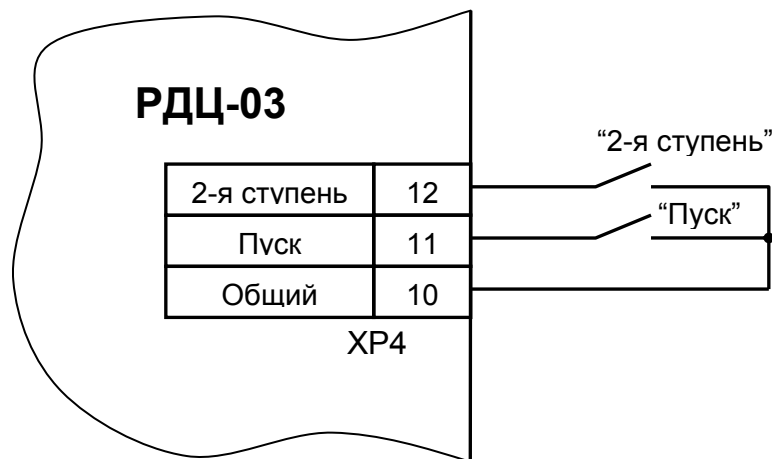 РДЦ-03
“2-я ступень”
2-я ступень 12
“Пуск”
Пуск 11
Общий 10
XP4